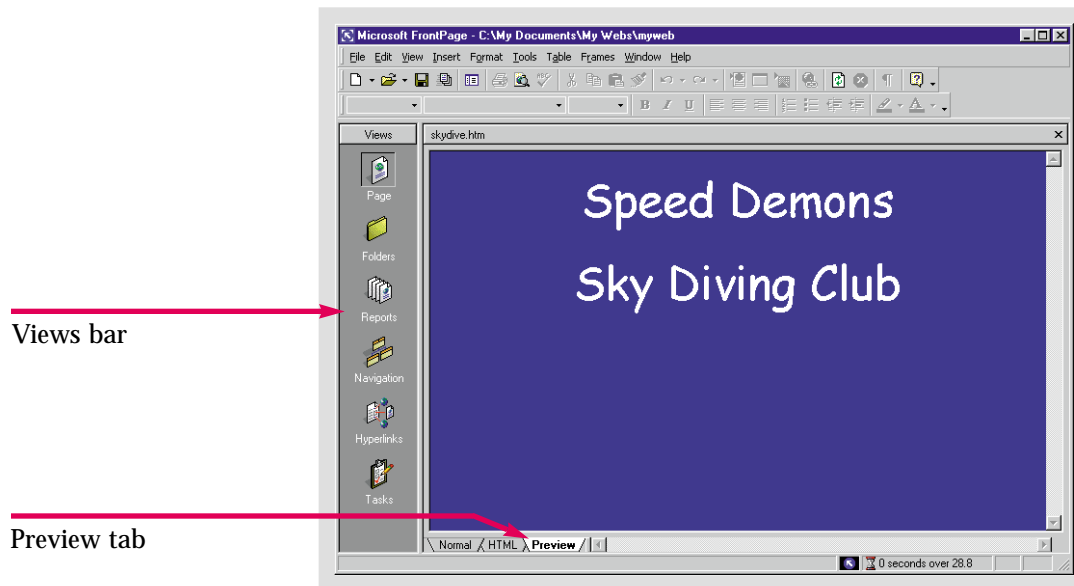 Microsoft FrontPage - C:\My Documents\My Webs\myweb
File Edit View Insert Format Tools Table Frames Window Help
B I U A
Views
skydive.htm
Page
Folders
Reports
Navigation
Hyperlinks
Tasks
Speed Demons
Sky Diving Club
Views bar
Preview tab
Normal HTML Preview
0 seconds over 28.8